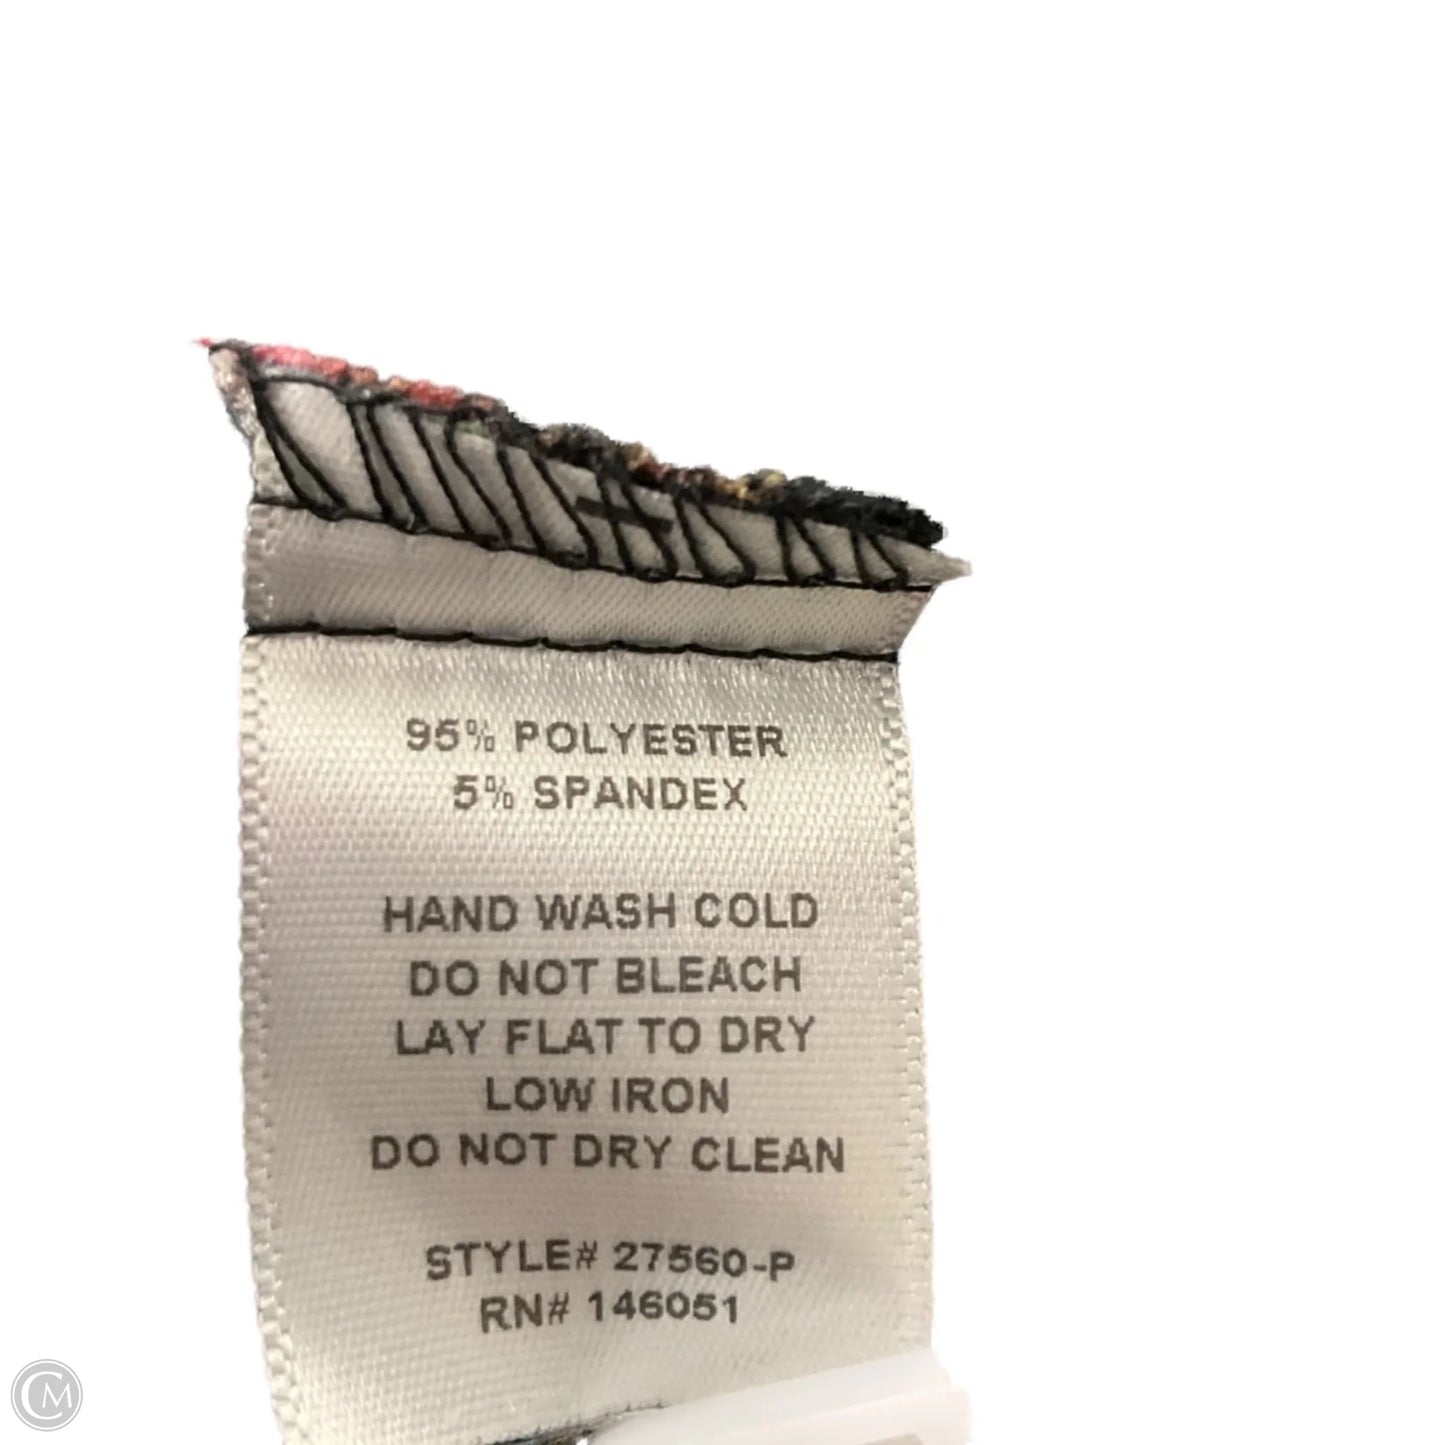 95% POLYESTER
5% SPANDEX
HAND WASH COLD
DO NOT BLEACH
LAY FLAT TO DRY
LOW IRON
DO NOT DRY CLEAN
STYLE# 27560-P
RN# 146051
CM